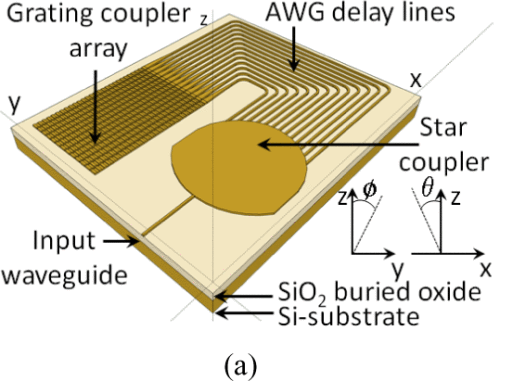 Grating coupler
array
z
AWG delay lines
y
x
Star
coupler
z ϕ
θ z
y
x
Input
waveguide
SiO₂ buried oxide
Si-substrate
(a)